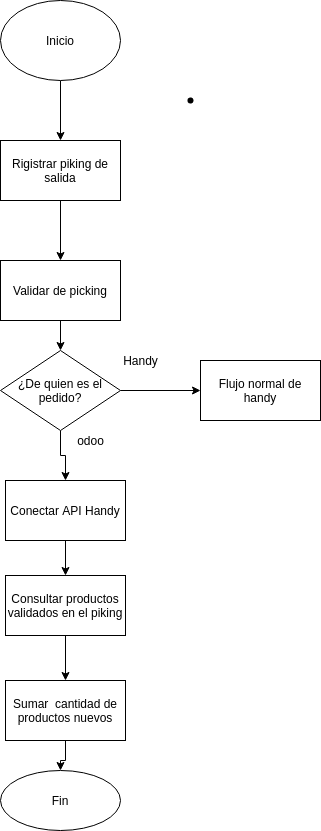 Inicio
Rigistrar piking de
salida
Validar de picking
¿De quien es el
pedido?
Handy
Flujo normal de
handy
odoo
Conectar API Handy
Consultar productos
validados en el piking
Sumar  cantidad de
productos nuevos
Fin